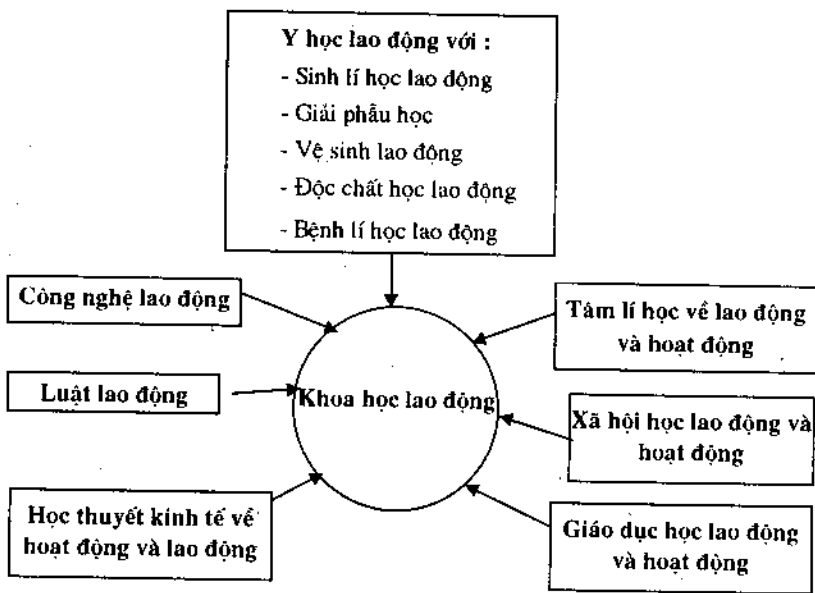 Y học lao động với :
- Sinh lí học lao động
- Giải phẫu học
- Vệ sinh lao động
- Độc chất học lao động
- Bệnh lí học lao động
Công nghệ lao động
Tâm lí học về lao động
và hoạt động
Luật lao động
Khoa học lao động
Xã hội học lao động và
hoạt động
Học thuyết kinh tế về
hoạt động và lao động
Giáo dục học lao động
và hoạt động